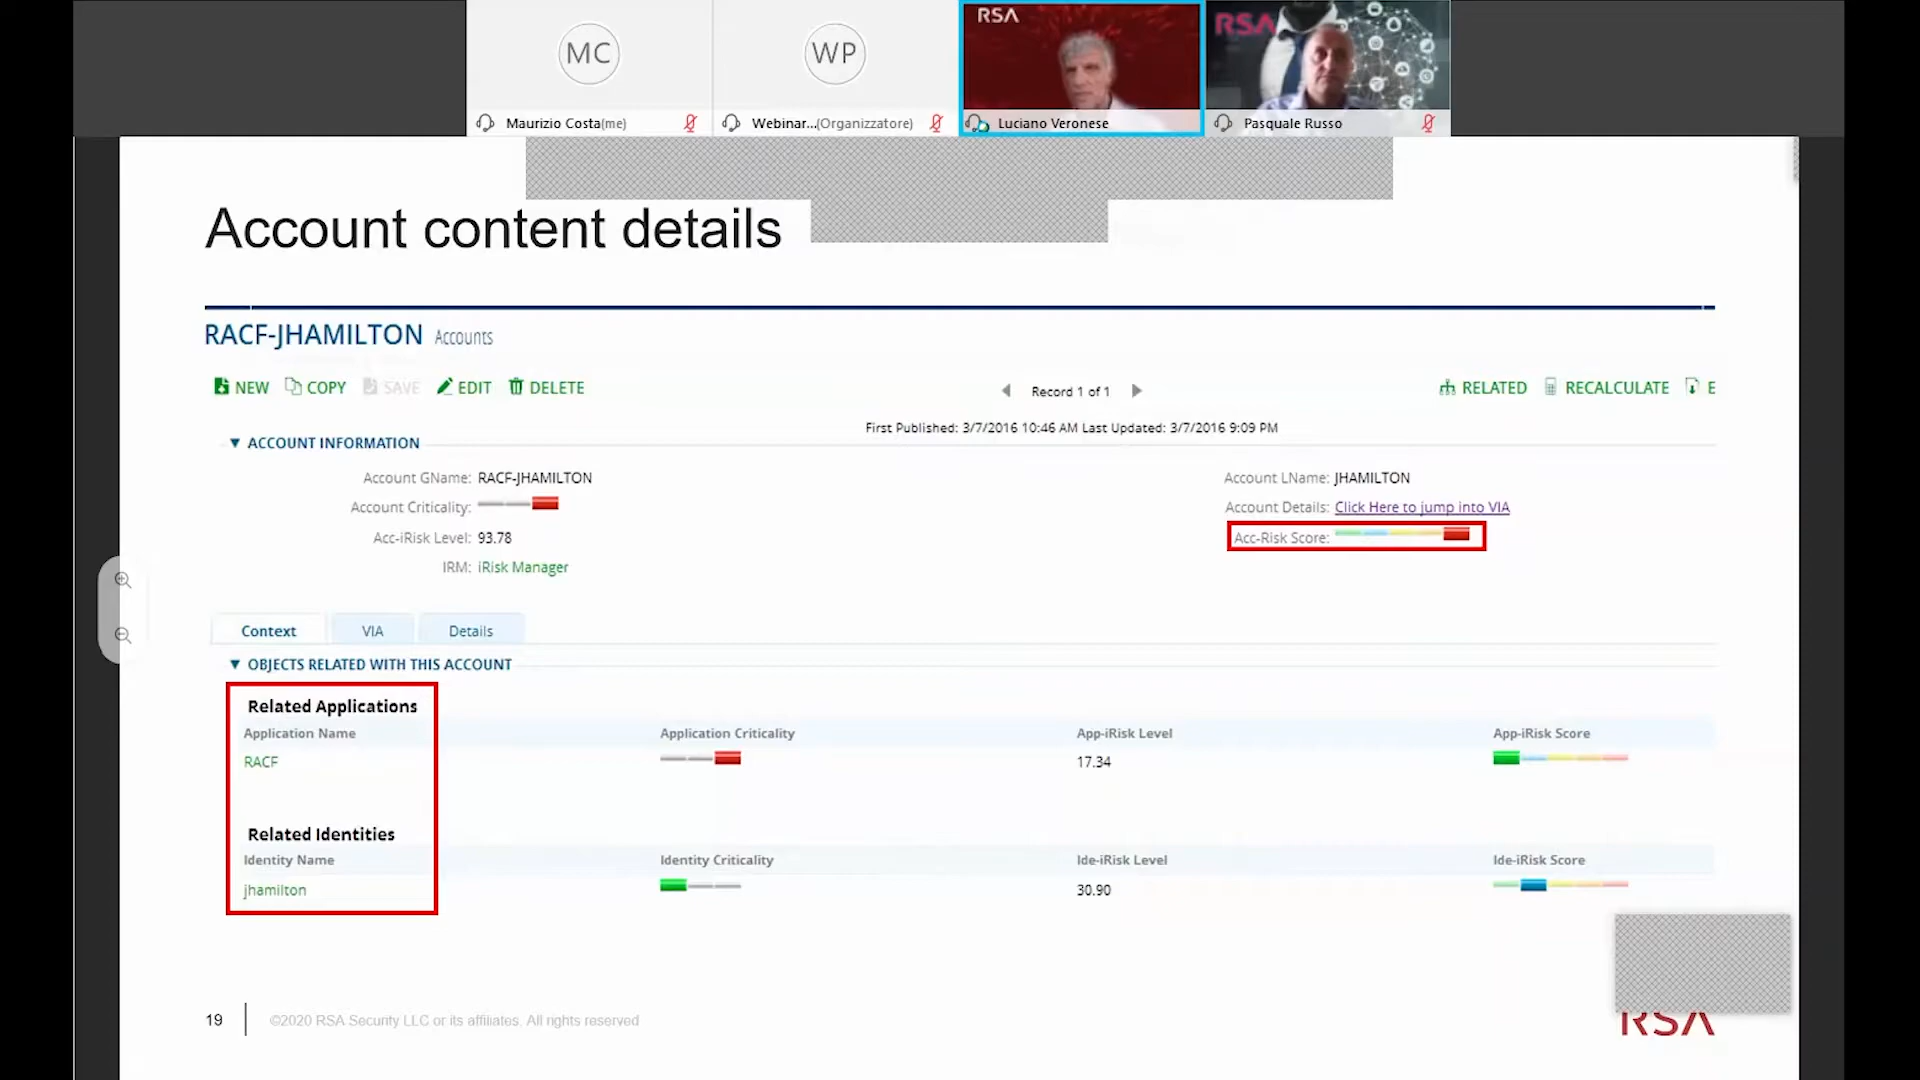 RSA
RSA
MC
WP
Maurizio Costa(me)
Webinar...(Organizzatore)
Luciano Veronese
Pasquale Russo
Account content details
RACF-JHAMILTON Accounts
NEW COPY SAVE EDIT DELETE
Record 1 of 1
RELATED RECALCULATE E
First Published: 3/7/2016 10:46 AM Last Updated: 3/7/2016 9:09 PM
ACCOUNT INFORMATION
Account GName: RACF-JHAMILTON
Account LName: JHAMILTON
Account Criticality:
Account Details: Click Here to jump into VIA
Acc-iRisk Level: 93.78
Acc-Risk Score:
IRM: iRisk Manager
Context VIA Details
OBJECTS RELATED WITH THIS ACCOUNT
Related Applications
Application Name Application Criticality App-iRisk Level App-iRisk Score
RACF 17.34
Related Identities
Identity Name Identity Criticality Ide-iRisk Level Ide-iRisk Score
jhamilton 30.90
19 ©2020 RSA Security LLC or its affiliates. All rights reserved
RSA